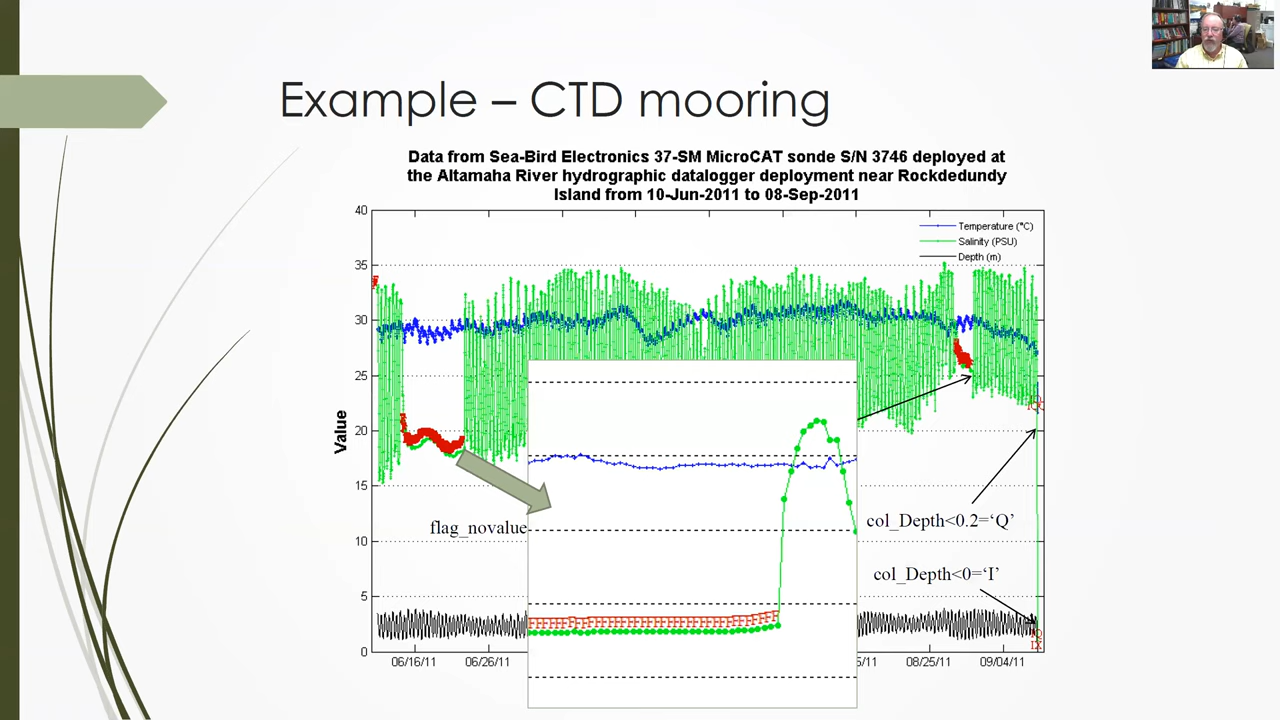 Example – CTD mooring
Data from Sea-Bird Electronics 37-SM MicroCAT sonde S/N 3746 deployed at
the Altamaha River hydrographic datalogger deployment near Rockdedundy
Island from 10-Jun-2011 to 08-Sep-2011
40
Temperature (°C)
Salinity (PSU)
Depth (m)
35
30
25
20
15
10
5
0
Value
flag_novalue
col_Depth<0.2=‘Q’
col_Depth<0=‘I’
06/16/11
06/26/11
5/11
08/25/11
09/04/11